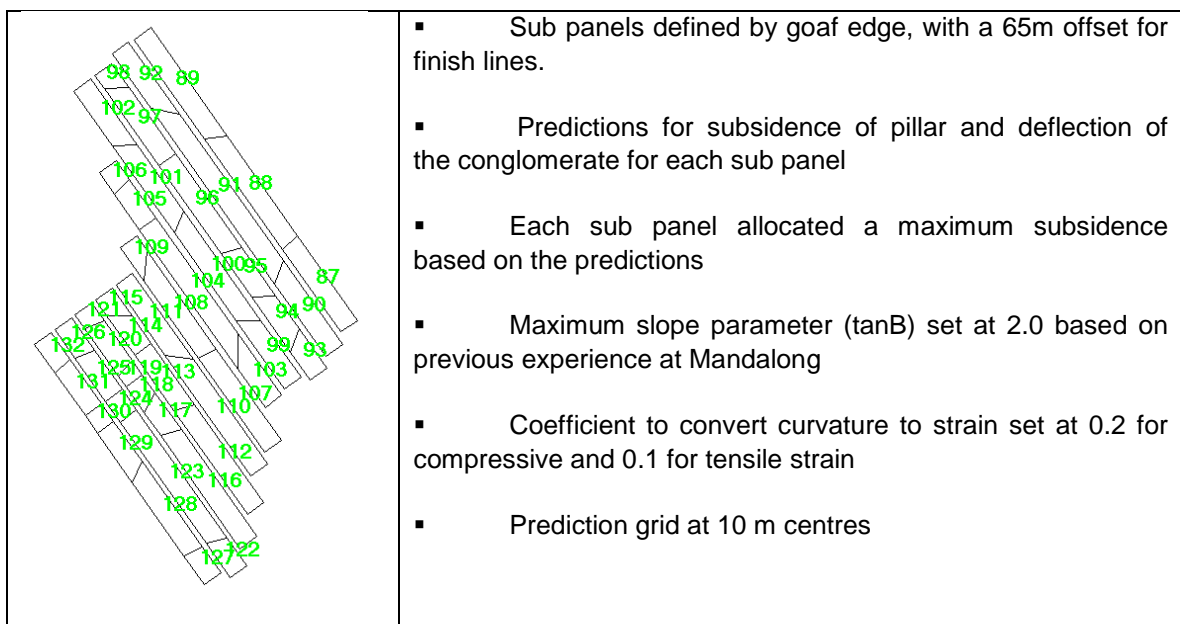 98 92 89
102
97
106 101
105 91 88
96
109 100 95
104 87
115 108
121 111 94 90
126 114
132 120 99 93
125 119 113 103
131 118
124 107
130 117 110
129
112
123 116
128
127 122
▪ Sub panels defined by goaf edge, with a 65m offset for
finish lines.
▪ Predictions for subsidence of pillar and deflection of
the conglomerate for each sub panel
▪ Each sub panel allocated a maximum subsidence
based on the predictions
▪ Maximum slope parameter (tanB) set at 2.0 based on
previous experience at Mandalong
▪ Coefficient to convert curvature to strain set at 0.2 for
compressive and 0.1 for tensile strain
▪ Prediction grid at 10 m centres